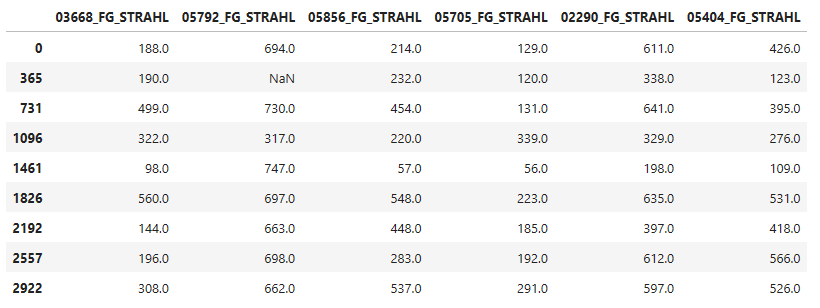 03668_FG_STRAHL 05792_FG_STRAHL 05856_FG_STRAHL 05705_FG_STRAHL 02290_FG_STRAHL 05404_FG_STRAHL
0 188.0 694.0 214.0 129.0 611.0 426.0
365 190.0 NaN 232.0 120.0 338.0 123.0
731 499.0 730.0 454.0 131.0 641.0 395.0
1096 322.0 317.0 220.0 339.0 329.0 276.0
1461 98.0 747.0 57.0 56.0 198.0 109.0
1826 560.0 697.0 548.0 223.0 635.0 531.0
2192 144.0 663.0 448.0 185.0 397.0 418.0
2557 196.0 698.0 283.0 192.0 612.0 566.0
2922 308.0 662.0 537.0 291.0 597.0 526.0